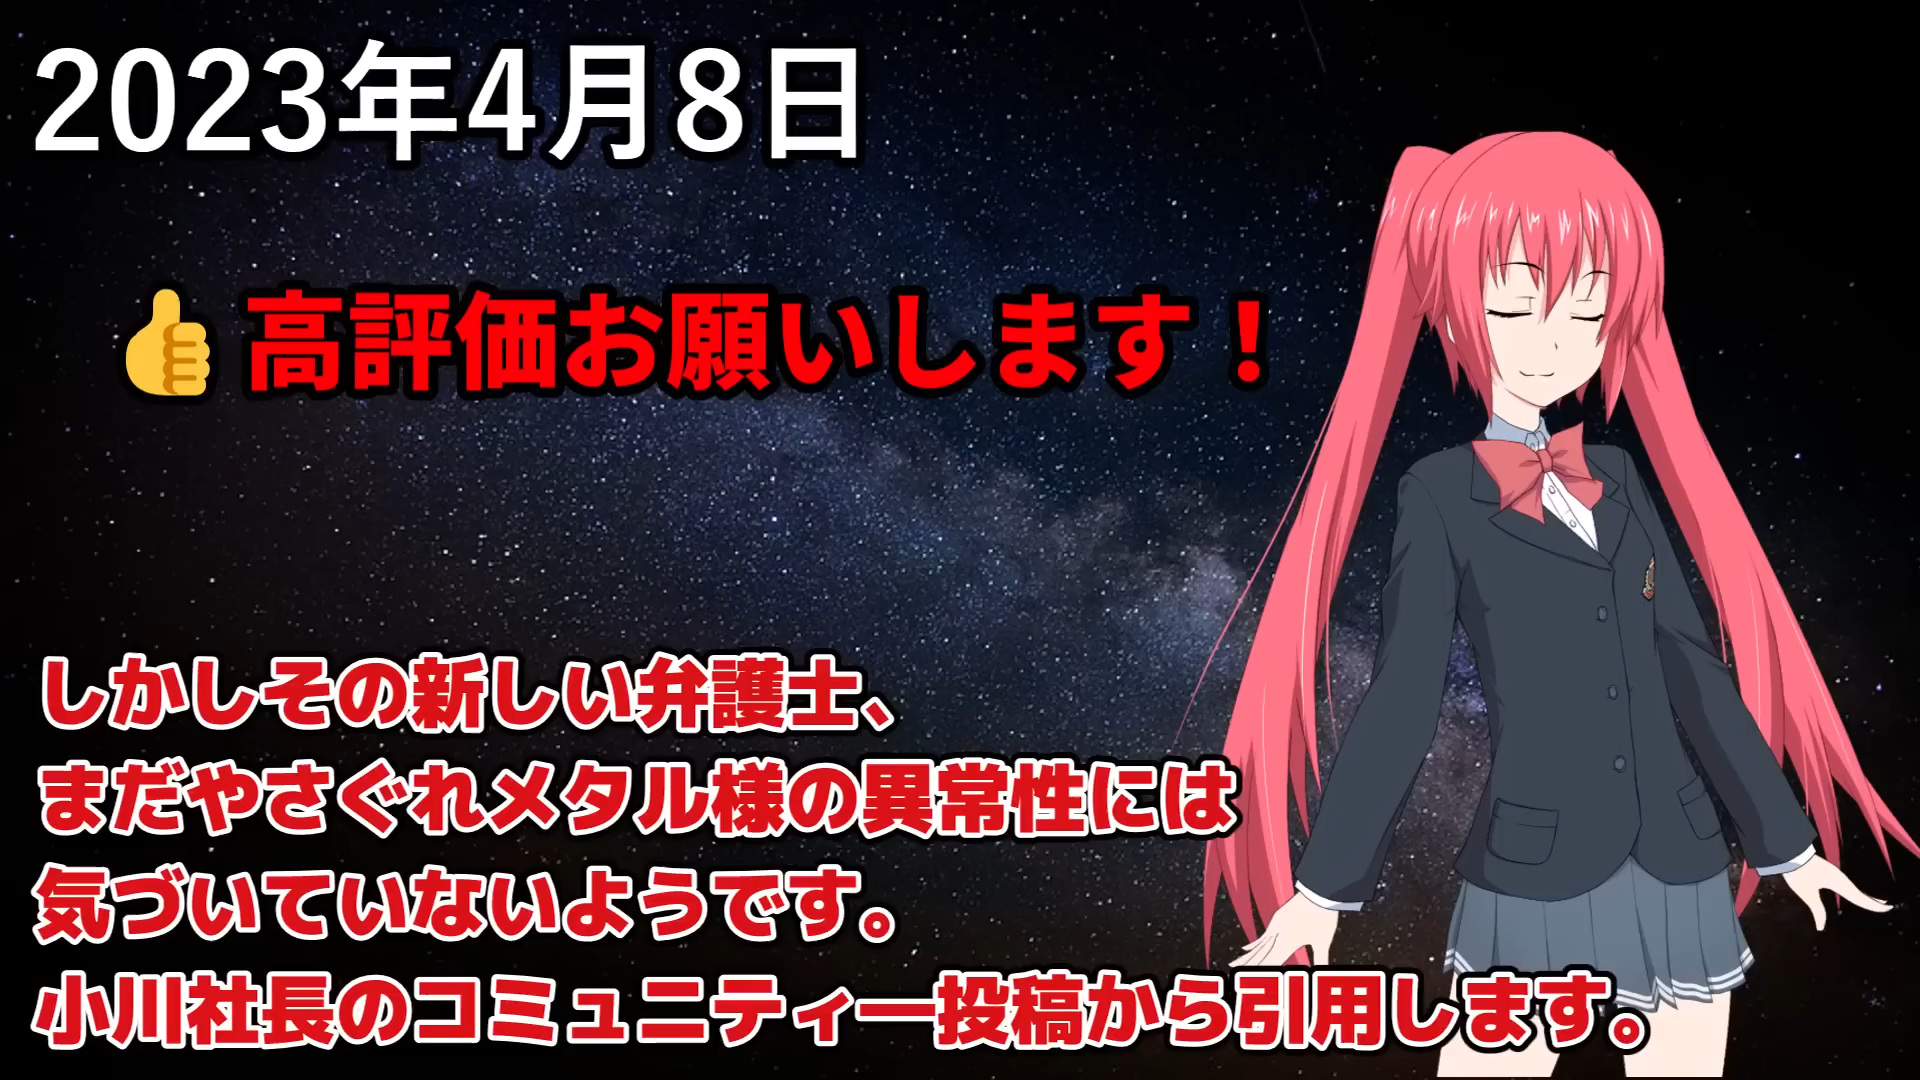 2023年4月8日
👍高評価お願いします！
しかしその新しい弁護士、
まだやさぐれメタル様の異常性には
気づいていないようです。
小川社長のコミュニティー投稿から引用します。